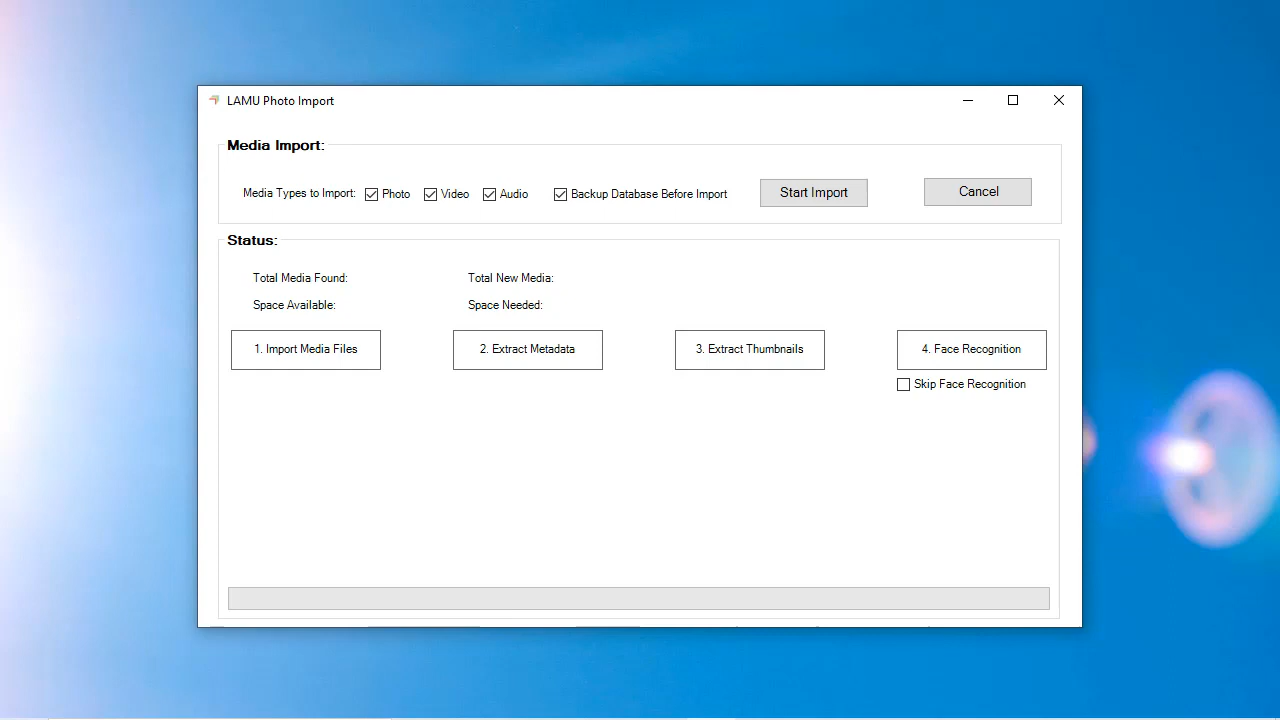 LAMU Photo Import
Media Import:
Media Types to Import: Photo Video Audio Backup Database Before Import Start Import Cancel
Status:
Total Media Found: Total New Media:
Space Available: Space Needed:
1. Import Media Files 2. Extract Metadata 3. Extract Thumbnails 4. Face Recognition
Skip Face Recognition